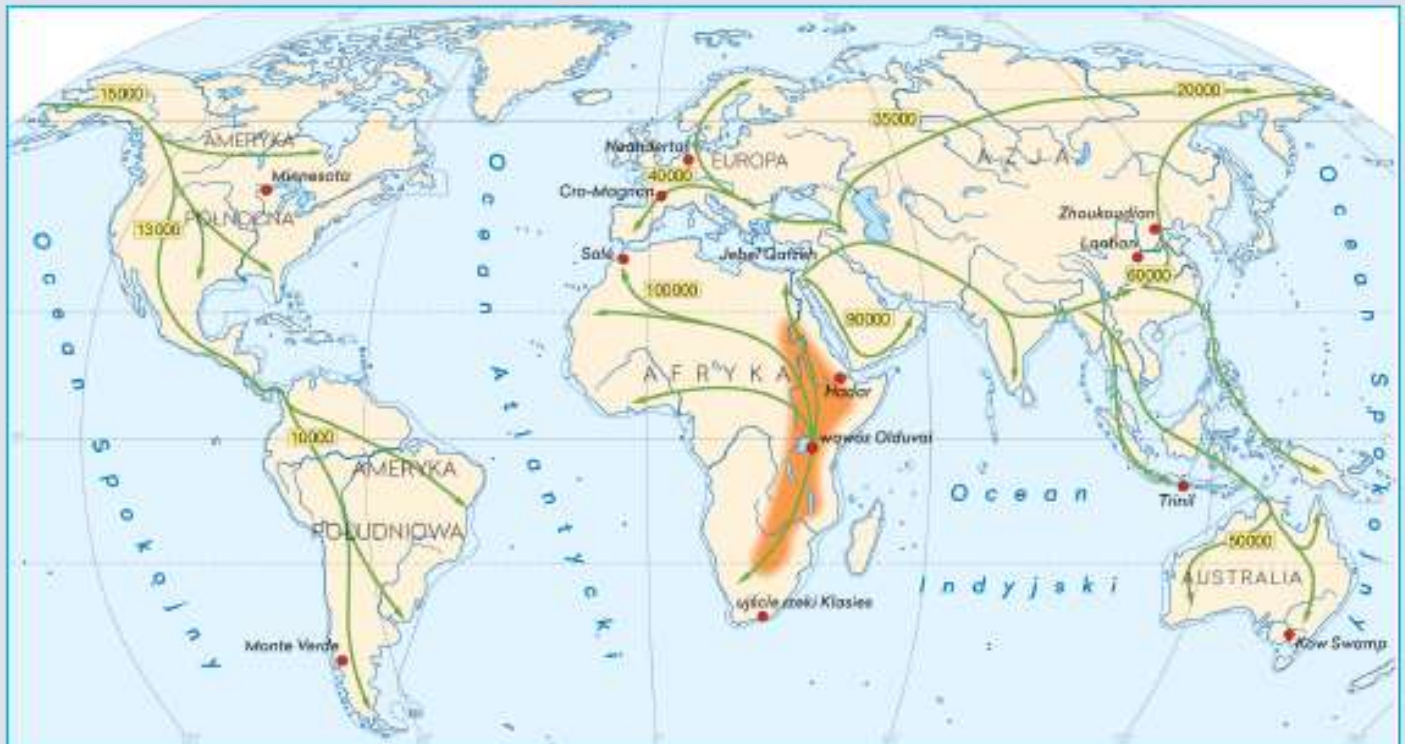 15000
20000
35000
AMERYKA
Neandertal
EUROPA
AZJA
Minnesota
40000
Cro-Magnon
PÓŁNOCNA
13000
Zhoukoudian
Salé
Jebel Qafzeh
Laotian
60000
100000
90000
AFRYKA
Hadar
10000
wąwóz Olduvai
AMERYKA
Trinil
POŁUDNIOWA
50000
AUSTRALIA
ujście rzeki Klasies
Monte Verde
Kow Swamp
Ocean Spokojny
Ocean Atlantycki
Ocean
Indyjski
Ocean Spokojny